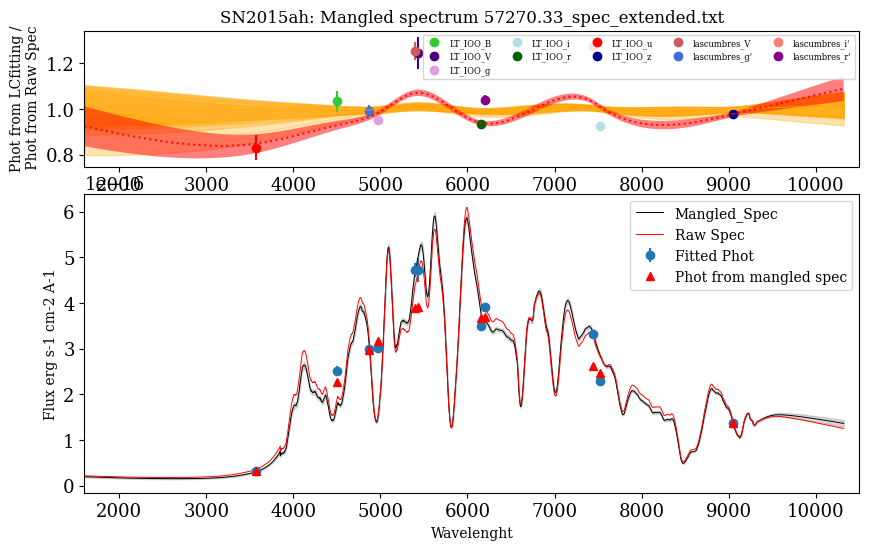 SN2015ah: Mangled spectrum 57270.33_spec_extended.txt
Phot from LCfitting /
Phot from Raw Spec
1.2
1.0
0.8
LT_IOO_B
LT_IOO_V
LT_IOO_g
LT_IOO_i
LT_IOO_r
LT_IOO_u
LT_IOO_z
lascumbres_V
lascumbres_g'
lascumbres_i'
lascumbres_r'
2000 3000 4000 5000 6000 7000 8000 9000 10000
1e−16
Flux erg s-1 cm-2 A-1
6
5
4
3
2
1
0
Mangled_Spec
Raw Spec
Fitted Phot
Phot from mangled spec
2000 3000 4000 5000 6000 7000 8000 9000 10000
Wavelenght